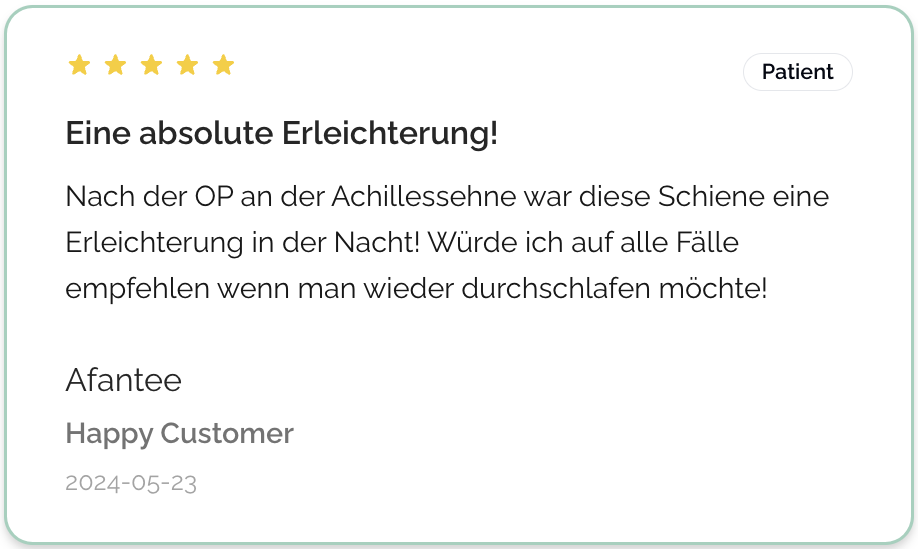 Patient
Eine absolute Erleichterung!
Nach der OP an der Achillessehne war diese Schiene eine
Erleichterung in der Nacht! Würde ich auf alle Fälle
empfehlen wenn man wieder durchschlafen möchte!
Afantee
Happy Customer
2024-05-23